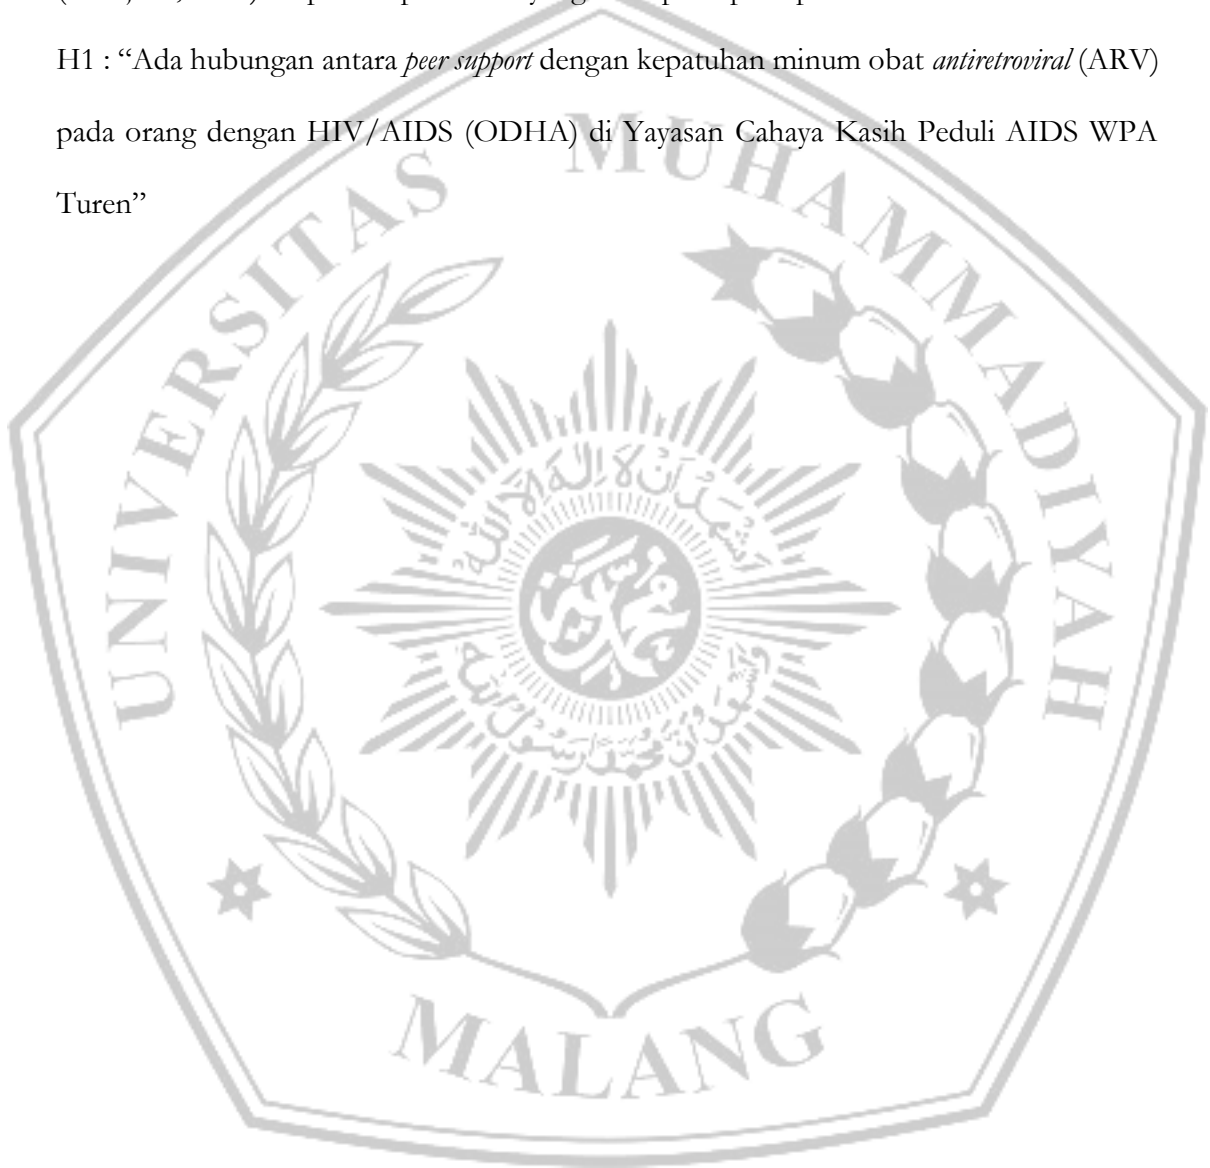 H1 : “Ada hubungan antara peer support dengan kepatuhan minum obat antiretroviral (ARV)
pada orang dengan HIV/AIDS (ODHA) di Yayasan Cahaya Kasih Peduli AIDS WPA
Turen”
UNIVERSITAS MUHAMMADIYAH
MALANG